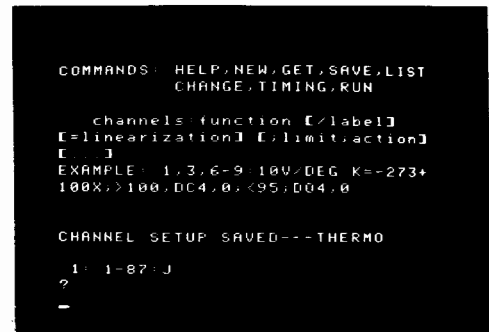 COMMANDS: HELP,NEW,GET,SAVE,LIST
CHANGE,TIMING,RUN
channels:function [/label]
[=linearization] [;limit;action]
[...]
EXAMPLE: 1,3,6-9:10V/DEG K=-273+
100X;>100,DO4,0;<95;DO4,0
CHANNEL SETUP SAVED---THERMO
1: 1-87:J
?